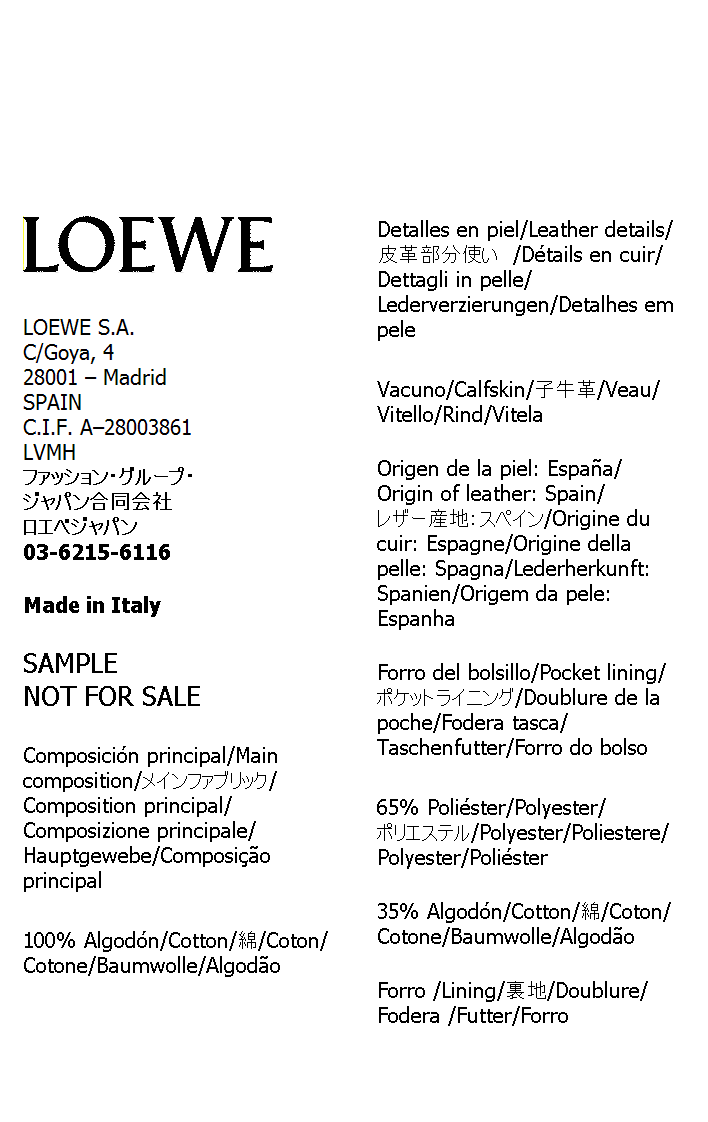 LOEWE
LOEWE S.A.
C/Goya, 4
28001 – Madrid
SPAIN
C.I.F. A–28003861
LVMH
ファッション・グループ・
ジャパン合同会社
ロエベジャパン
03-6215-6116
Made in Italy
SAMPLE
NOT FOR SALE
Composición principal/Main
composition/メインファブリック/
Composition principal/
Composizione principale/
Hauptgewebe/Composição
principal
100% Algodón/Cotton/綿/Coton/
Cotone/Baumwolle/Algodão
Detalles en piel/Leather details/
皮革部分使い /Détails en cuir/
Dettagli in pelle/
Lederverzierungen/Detalhes em
pele
Vacuno/Calfskin/子牛革/Veau/
Vitello/Rind/Vitela
Origen de la piel: España/
Origin of leather: Spain/
レザー産地：スペイン/Origine du
cuir: Espagne/Origine della
pelle: Spagna/Lederherkunft:
Spanien/Origem da pele:
Espanha
Forro del bolsillo/Pocket lining/
ポケットライニング/Doublure de la
poche/Fodera tasca/
Taschenfutter/Forro do bolso
65% Poliéster/Polyester/
ポリエステル/Polyester/Poliestere/
Polyester/Poliéster
35% Algodón/Cotton/綿/Coton/
Cotone/Baumwolle/Algodão
Forro /Lining/裏地/Doublure/
Fodera /Futter/Forro